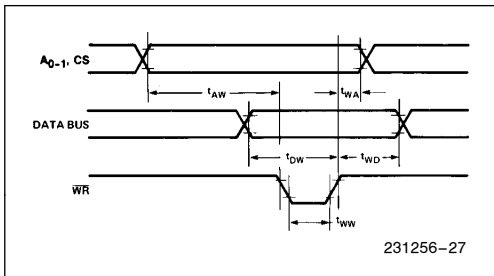 A0-1, CS
tAW
tWA
DATA BUS
tDW
tWD
WR
tWW
231256-27